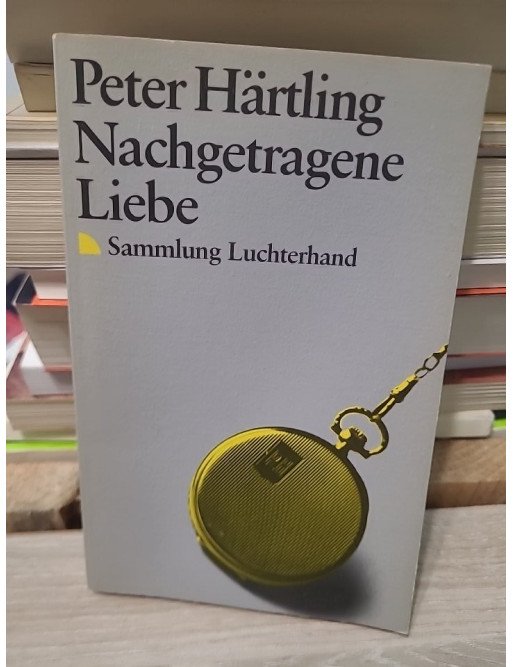 Peter Härtling
Nachgetragene
Liebe
Sammlung Luchterhand